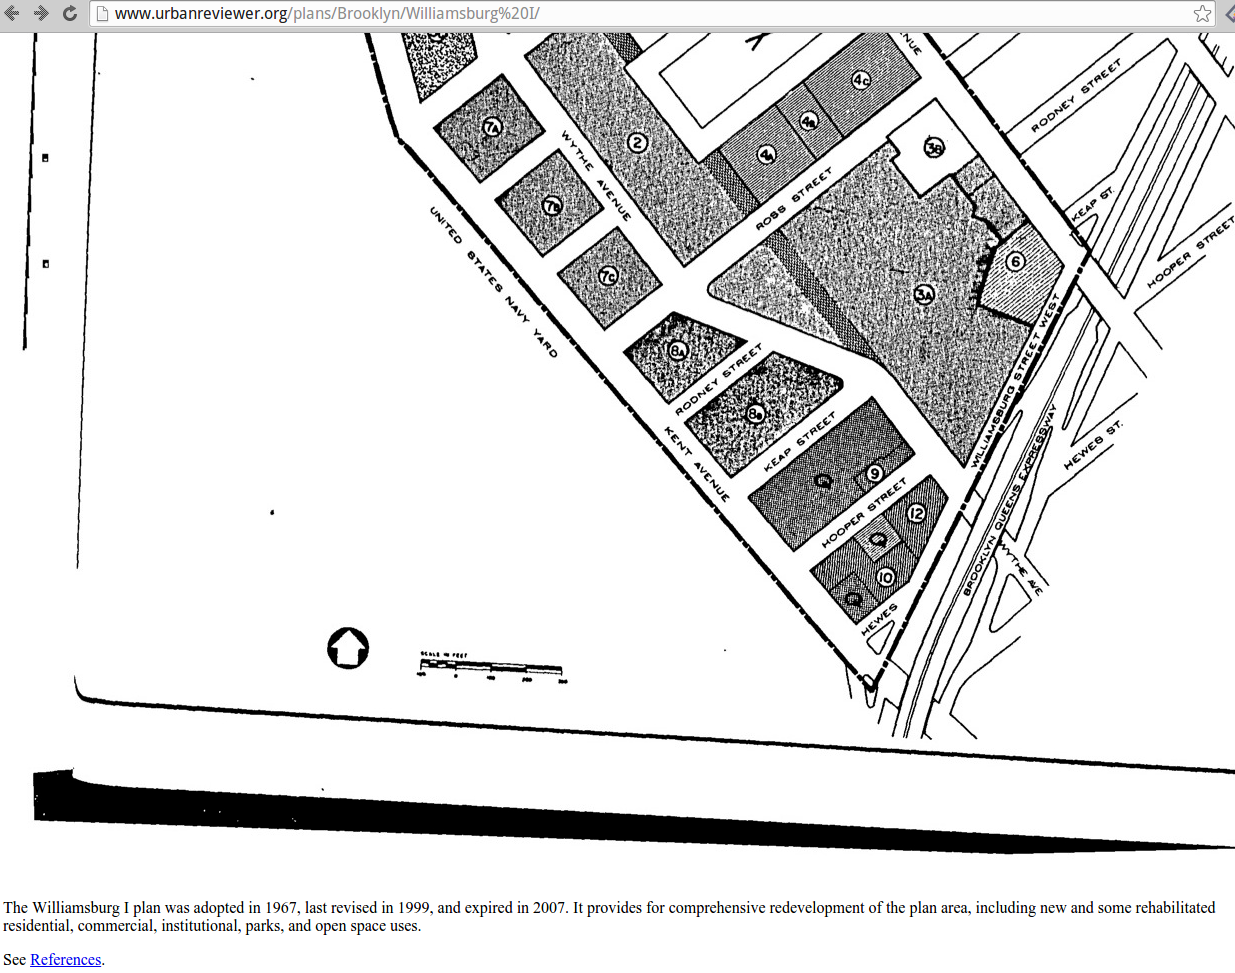 www.urbanreviewer.org/plans/Brooklyn/Williamsburg%20I/
4C
RODNEY STREET
7A
WYTHE AVENUE
2
4B
4A
3B
ROSS STREET
KEAP ST.
7B
UNITED STATES NAVY YARD
HOOPER STREET
7C
6
3A
8A
RODNEY STREET
WILLIAMSBURG STREET WEST
8B
KEAP STREET
BROOKLYN QUEENS EXPRESSWAY
HEWES ST.
KENT AVENUE
Q
9
HOOPER STREET
12
Q
WYTHE AVE
10
Q
HEWES
SCALE IN FEET
The Williamsburg I plan was adopted in 1967, last revised in 1999, and expired in 2007. It provides for comprehensive redevelopment of the plan area, including new and some rehabilitated
residential, commercial, institutional, parks, and open space uses.
See References.